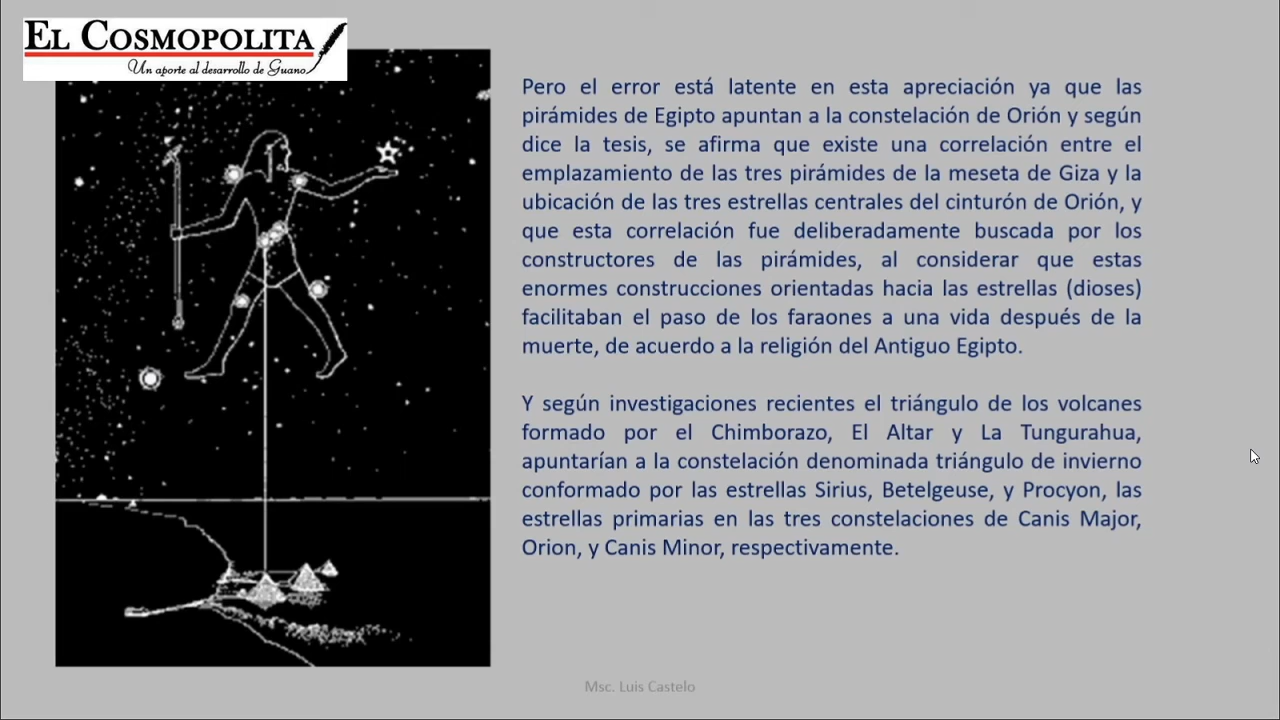 EL COSMOPOLITA
Un aporte al desarrollo de Guano
Pero el error está latente en esta apreciación ya que las
pirámides de Egipto apuntan a la constelación de Orión y según
dice la tesis, se afirma que existe una correlación entre el
emplazamiento de las tres pirámides de la meseta de Giza y la
ubicación de las tres estrellas centrales del cinturón de Orión, y
que esta correlación fue deliberadamente buscada por los
constructores de las pirámides, al considerar que estas
enormes construcciones orientadas hacia las estrellas (dioses)
facilitaban el paso de los faraones a una vida después de la
muerte, de acuerdo a la religión del Antiguo Egipto.
Y según investigaciones recientes el triángulo de los volcanes
formado por el Chimborazo, El Altar y La Tungurahua,
apuntarían a la constelación denominada triángulo de invierno
conformado por las estrellas Sirius, Betelgeuse, y Procyon, las
estrellas primarias en las tres constelaciones de Canis Major,
Orion, y Canis Minor, respectivamente.
Msc. Luis Castelo